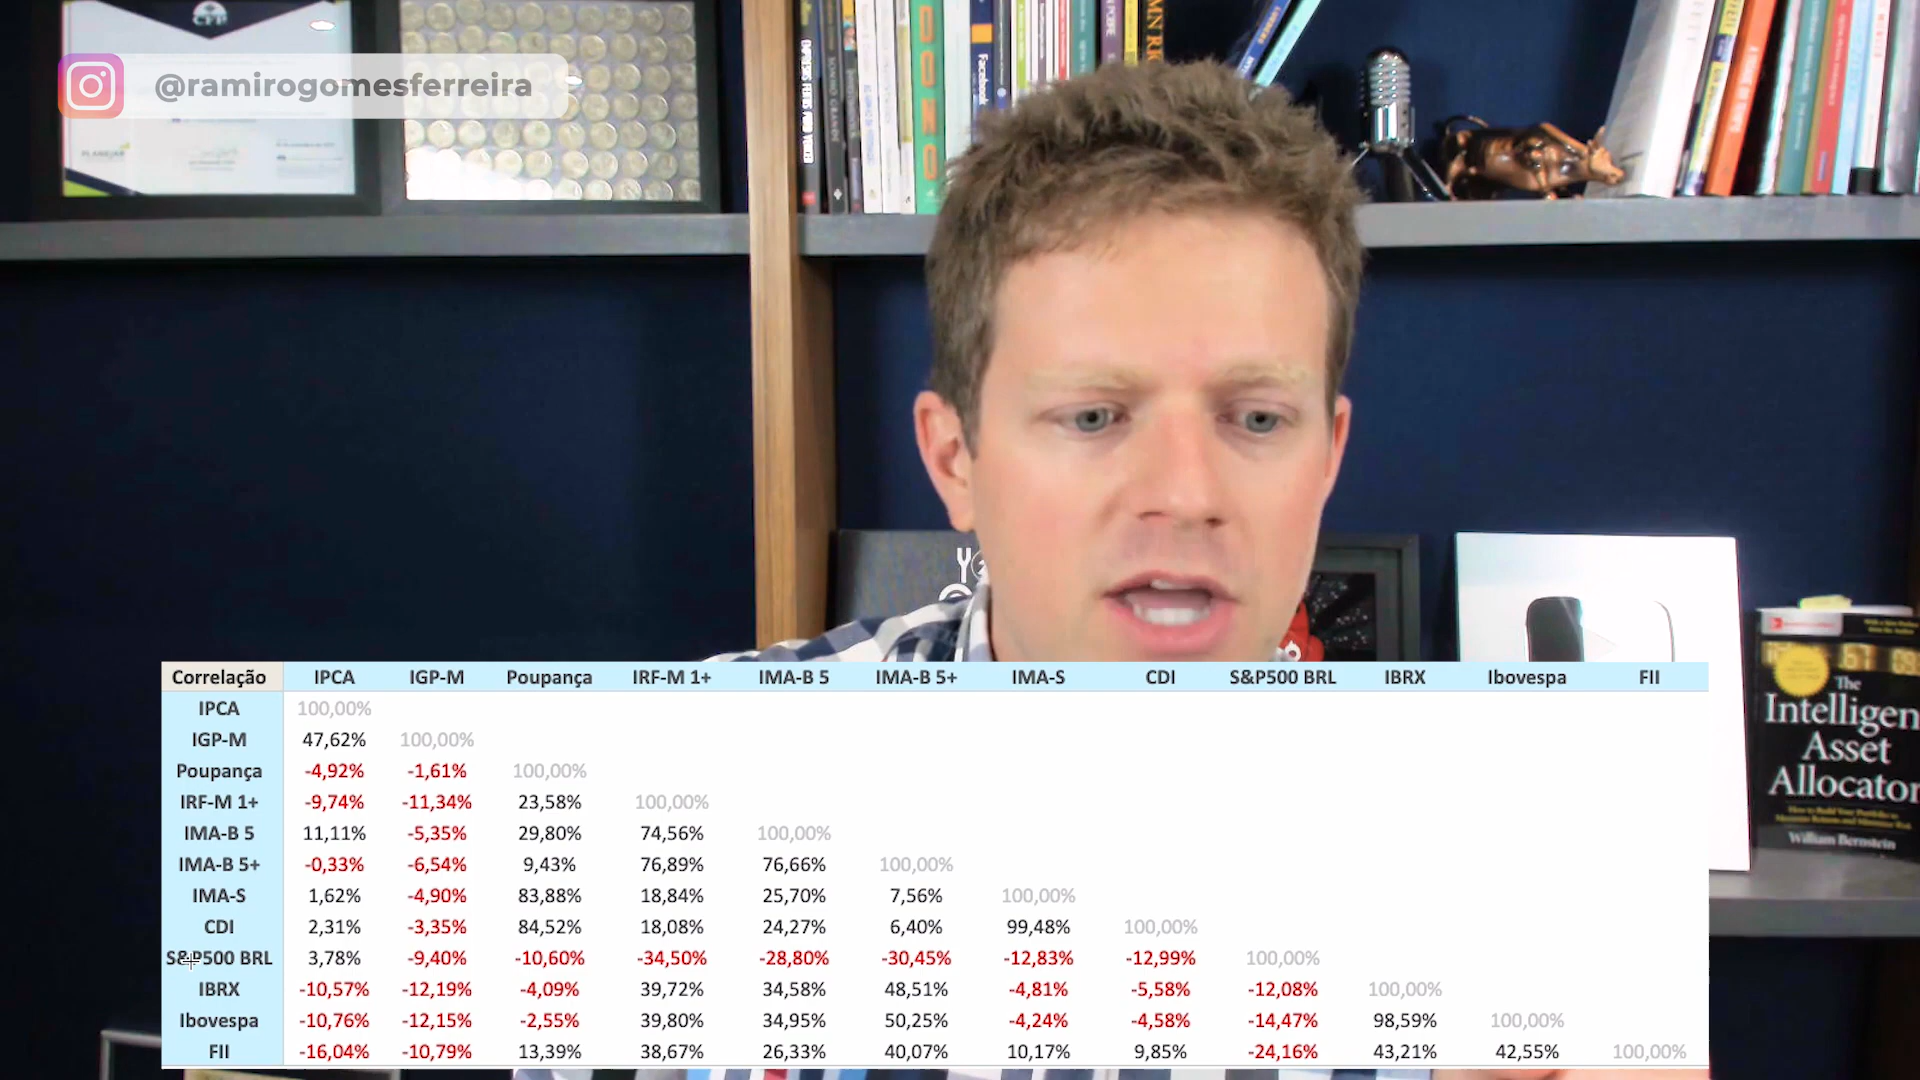 CFP
@ramirogomesferreira
PLANEJAR
SONHO GRANDE
DUNO
Facebook
The
Intelligen
Asset
Allocator
William Bernstein
Correlação IPCA IGP-M Poupança IRF-M 1+ IMA-B 5 IMA-B 5+ IMA-S CDI S&P500 BRL IBRX Ibovespa FII
IPCA 100,00%
IGP-M 47,62% 100,00%
Poupança -4,92% -1,61% 100,00%
IRF-M 1+ -9,74% -11,34% 23,58% 100,00%
IMA-B 5 11,11% -5,35% 29,80% 74,56% 100,00%
IMA-B 5+ -0,33% -6,54% 9,43% 76,89% 76,66% 100,00%
IMA-S 1,62% -4,90% 83,88% 18,84% 25,70% 7,56% 100,00%
CDI 2,31% -3,35% 84,52% 18,08% 24,27% 6,40% 99,48% 100,00%
S&P500 BRL 3,78% -9,40% -10,60% -34,50% -28,80% -30,45% -12,83% -12,99% 100,00%
IBRX -10,57% -12,19% -4,09% 39,72% 34,58% 48,51% -4,81% -5,58% -12,08% 100,00%
Ibovespa -10,76% -12,15% -2,55% 39,80% 34,95% 50,25% -4,24% -4,58% -14,47% 98,59% 100,00%
FII -16,04% -10,79% 13,39% 38,67% 26,33% 40,07% 10,17% 9,85% -24,16% 43,21% 42,55% 100,00%